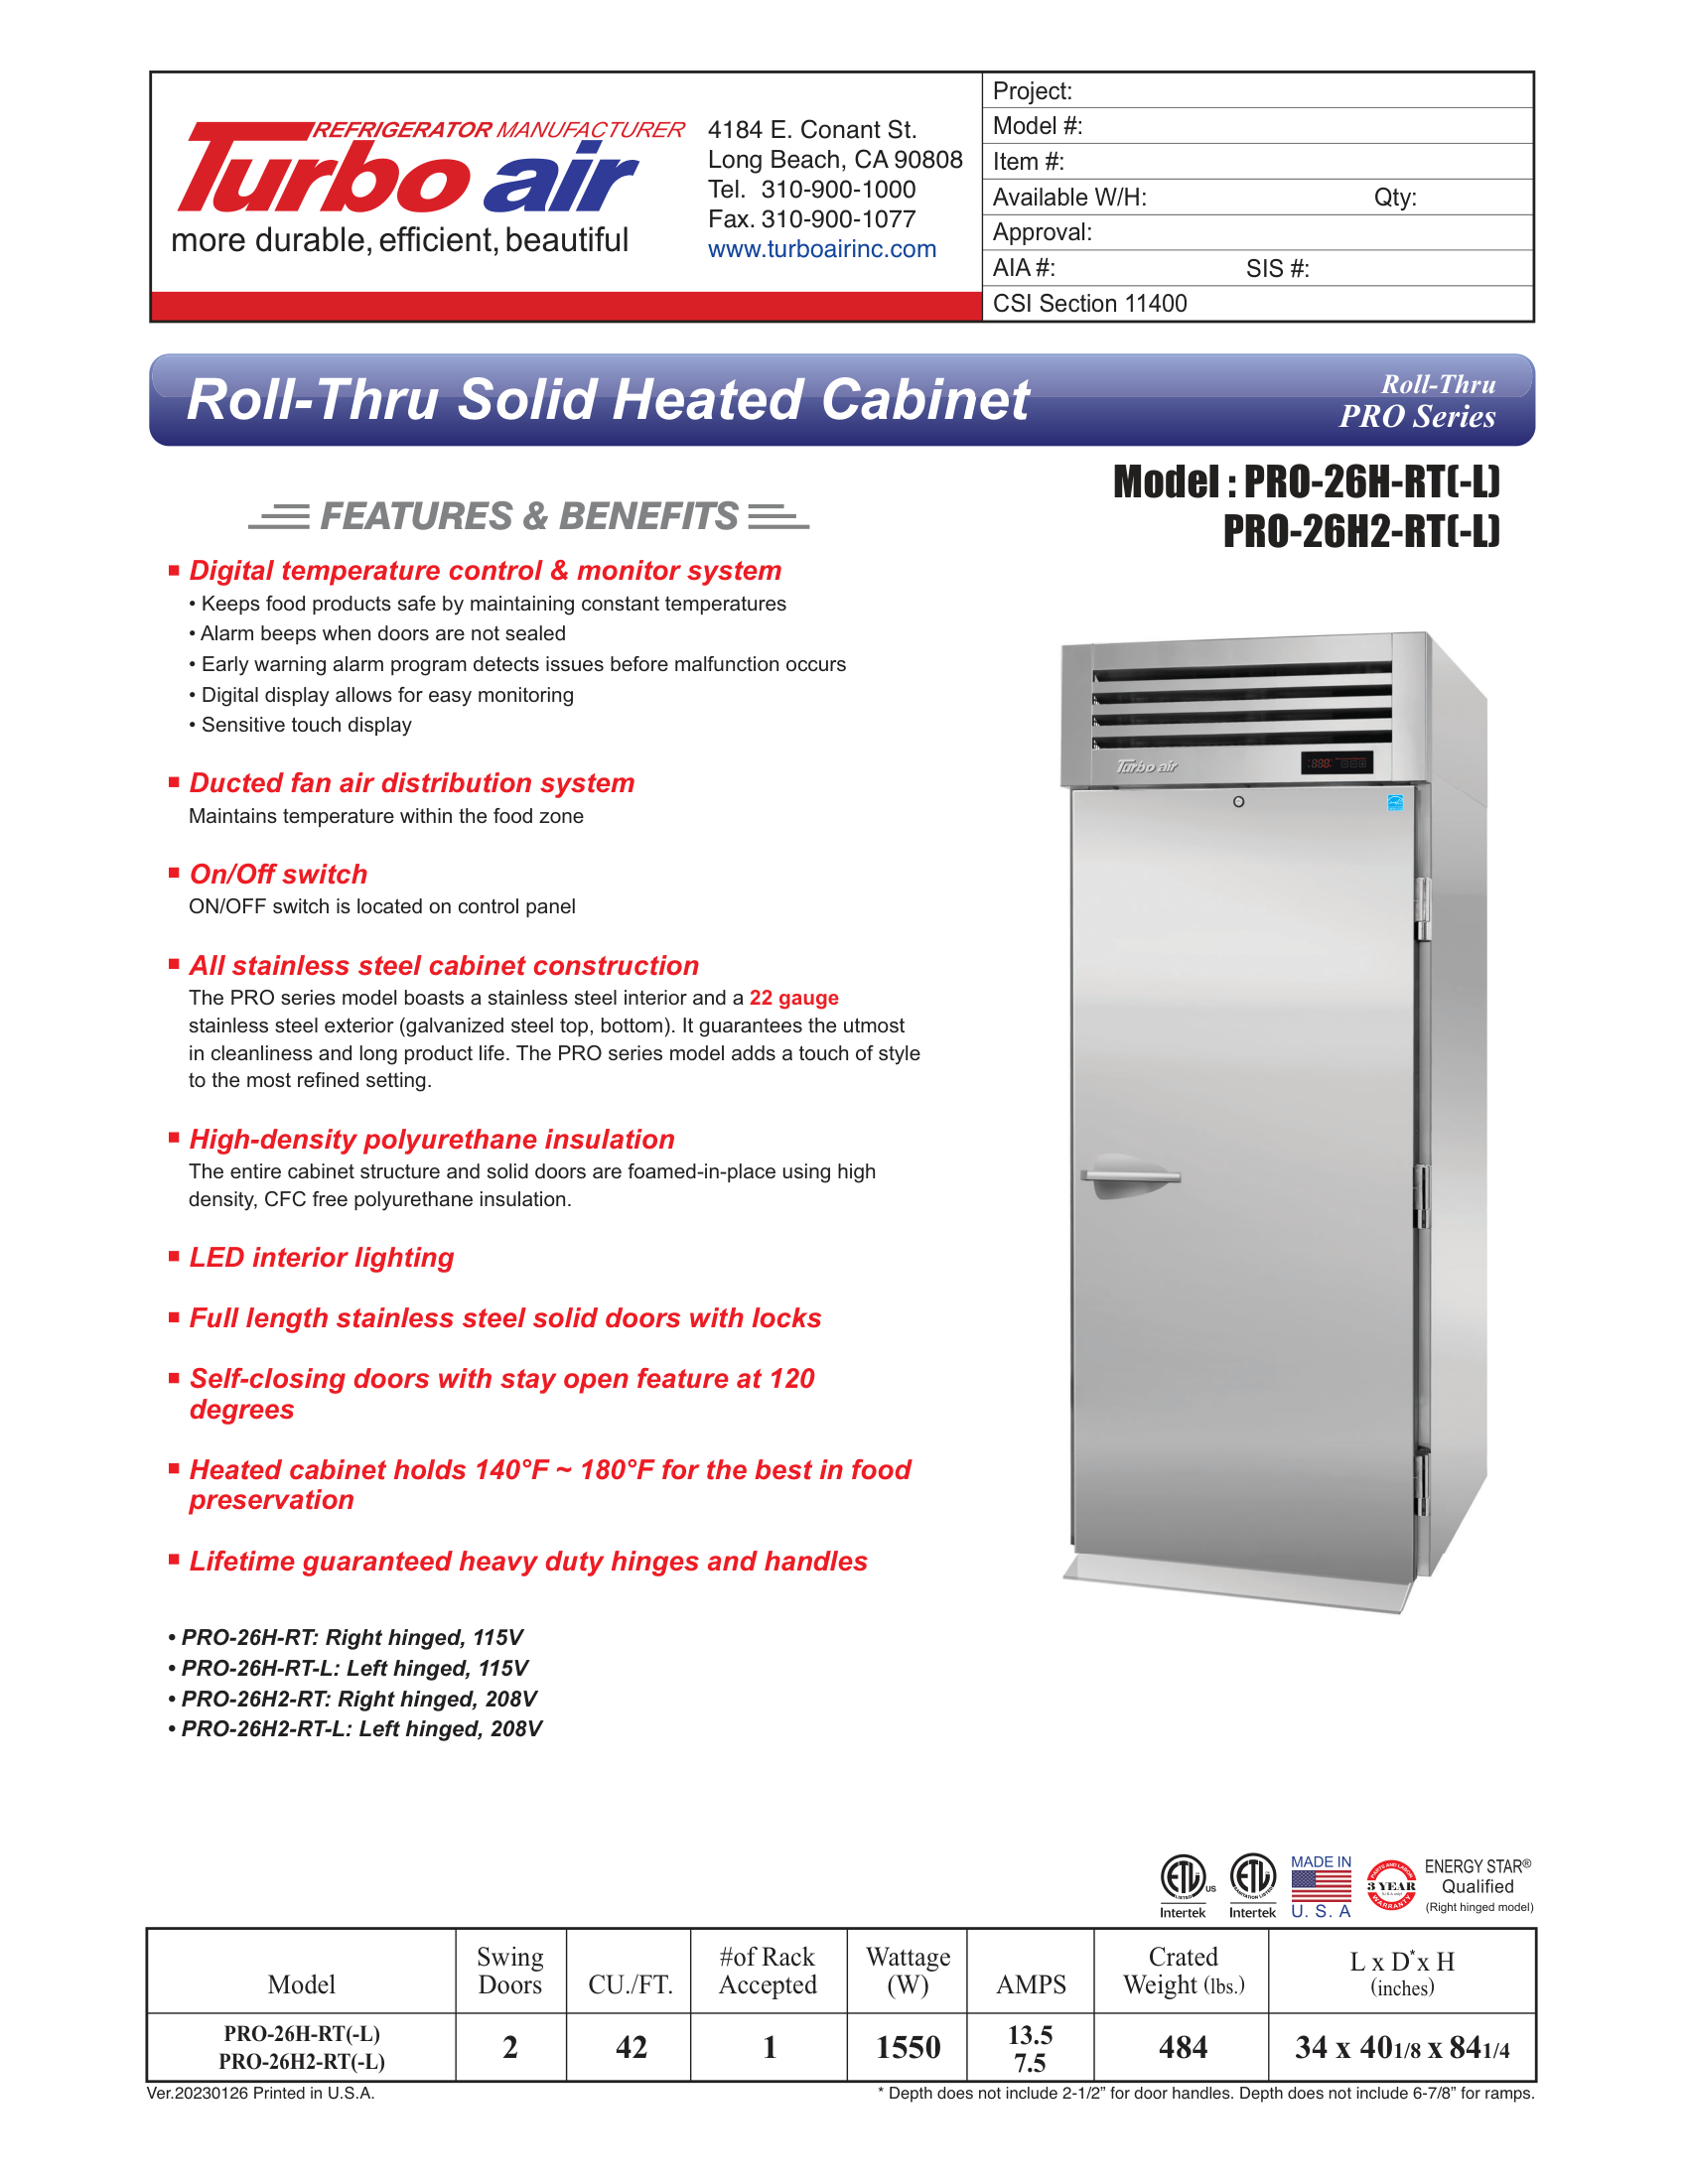 REFRIGERATOR MANUFACTURER
Turbo air
more durable, efficient, beautiful
4184 E. Conant St.
Long Beach, CA 90808
Tel. 310-900-1000
Fax. 310-900-1077
www.turboairinc.com
Project:
Model #:
Item #:
Available W/H: Qty:
Approval:
AIA #: SIS #:
CSI Section 11400
Roll-Thru Solid Heated Cabinet
Roll-Thru
PRO Series
Model : PRO-26H-RT(-L)
PRO-26H2-RT(-L)
FEATURES & BENEFITS
Digital temperature control & monitor system
• Keeps food products safe by maintaining constant temperatures
• Alarm beeps when doors are not sealed
• Early warning alarm program detects issues before malfunction occurs
• Digital display allows for easy monitoring
• Sensitive touch display
Ducted fan air distribution system
Maintains temperature within the food zone
On/Off switch
ON/OFF switch is located on control panel
All stainless steel cabinet construction
The PRO series model boasts a stainless steel interior and a 22 gauge
stainless steel exterior (galvanized steel top, bottom). It guarantees the utmost
in cleanliness and long product life. The PRO series model adds a touch of style
to the most refined setting.
High-density polyurethane insulation
The entire cabinet structure and solid doors are foamed-in-place using high
density, CFC free polyurethane insulation.
LED interior lighting
Full length stainless steel solid doors with locks
Self-closing doors with stay open feature at 120
degrees
Heated cabinet holds 140°F ~ 180°F for the best in food
preservation
Lifetime guaranteed heavy duty hinges and handles
• PRO-26H-RT: Right hinged, 115V
• PRO-26H-RT-L: Left hinged, 115V
• PRO-26H2-RT: Right hinged, 208V
• PRO-26H2-RT-L: Left hinged, 208V
Turbo air
ETL LISTED US
Intertek
ETL SANITATION LISTED
Intertek
MADE IN
U. S. A
PARTS AND LABOR
3 YEAR
WARRANTY
ENERGY STAR®
Qualified
(Right hinged model)
Model Swing Doors CU./FT. #of Rack Accepted Wattage (W) AMPS Crated Weight (lbs.) L x D* x H (inches)
PRO-26H-RT(-L)
PRO-26H2-RT(-L)
2 42 1 1550
13.5
7.5
484 34 x 401/8 x 841/4
Ver.20230126 Printed in U.S.A.
* Depth does not include 2-1/2” for door handles. Depth does not include 6-7/8” for ramps.